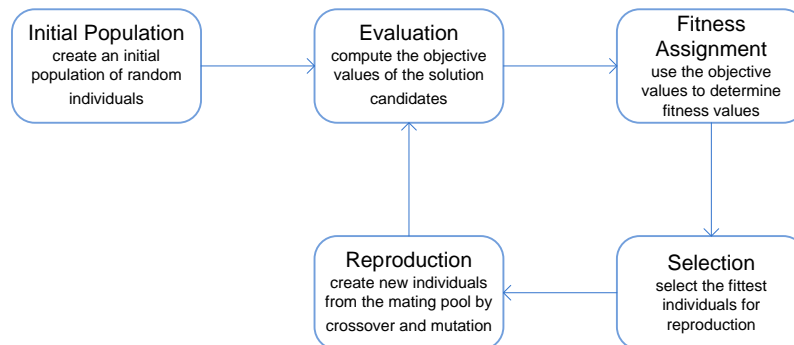 Initial Population
create an initial
population of random
individuals
Evaluation
compute the objective
values of the solution
candidates
Fitness
Assignment
use the objective
values to determine
fitness values
Reproduction
create new individuals
from the mating pool by
crossover and mutation
Selection
select the fittest
individuals for
reproduction